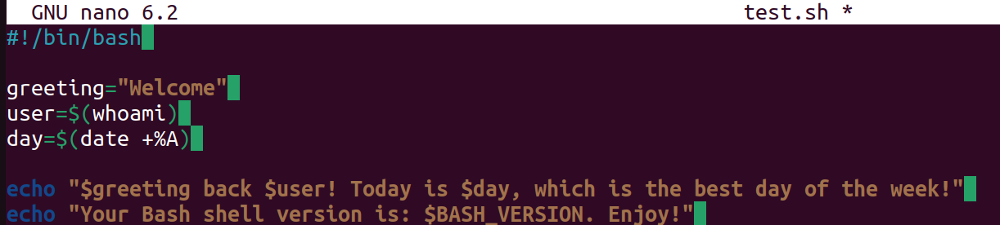 GNU nano 6.2 test.sh *
#!/bin/bash
greeting="Welcome"
user=$(whoami)
day=$(date +%A)
echo "$greeting back $user! Today is $day, which is the best day of the week!"
echo "Your Bash shell version is: $BASH_VERSION. Enjoy!"